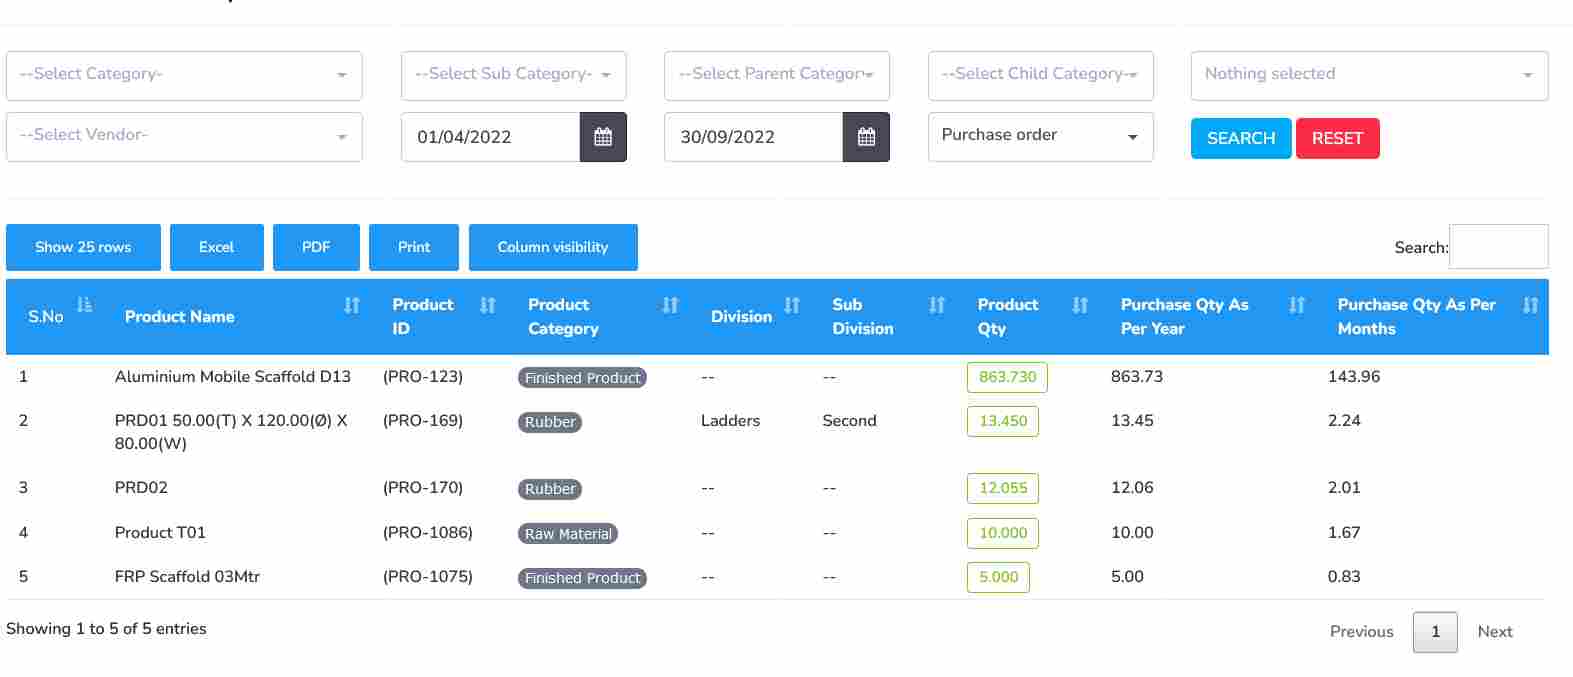 --Select Category- --Select Sub Category- --Select Parent Categor --Select Child Category- Nothing selected
--Select Vendor- 01/04/2022 30/09/2022 Purchase order SEARCH RESET
Show 25 rows Excel PDF Print Column visibility Search:
S.No Product Name Product ID Product Category Division Sub Division Product Qty Purchase Qty As Per Year Purchase Qty As Per Months
1 Aluminium Mobile Scaffold D13 (PRO-123) Finished Product -- -- 863.730 863.73 143.96
2 PRD01 50.00(T) X 120.00(Ø) X 80.00(W) (PRO-169) Rubber Ladders Second 13.450 13.45 2.24
3 PRD02 (PRO-170) Rubber -- -- 12.055 12.06 2.01
4 Product T01 (PRO-1086) Raw Material -- -- 10.000 10.00 1.67
5 FRP Scaffold 03Mtr (PRO-1075) Finished Product -- -- 5.000 5.00 0.83
Showing 1 to 5 of 5 entries Previous 1 Next